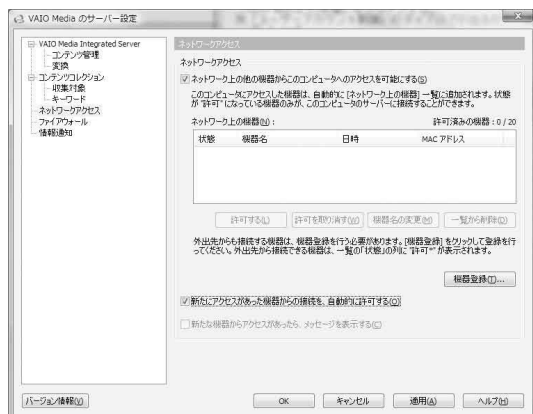 VAIO Media のサーバー設定
VAIO Media Integrated Server
コンテンツ管理
変換
コンテンツコレクション
収集対象
キーワード
ネットワークアクセス
ファイアウォール
情報通知
ネットワークアクセス
ネットワークアクセス
ネットワーク上の他の機器からこのコンピュータへのアクセスを可能にする(S)
このコンピュータにアクセスした機器は、自動的に [ネットワーク上の機器] 一覧に追加されます。状態
が "許可" になっている機器のみが、このコンピュータのサーバーに接続することができます。
ネットワーク上の機器(N) : 許可済みの機器 : 0 / 20
状態 機器名 日時 MAC アドレス
許可する(L) 許可を取り消す(W) 機器名の変更(M) 一覧から削除(D)
外出先からも接続する機器は、機器登録を行う必要があります。[機器登録] をクリックして登録を行
ってください。外出先から接続できる機器は、一覧の「状態」の列に "許可*" が表示されます。
機器登録(T)...
新たにアクセスがあった機器からの接続を、自動的に許可する(O)
新たな機器からアクセスがあったら、メッセージを表示する(C)
バージョン情報(V) OK キャンセル 適用(A) ヘルプ(H)